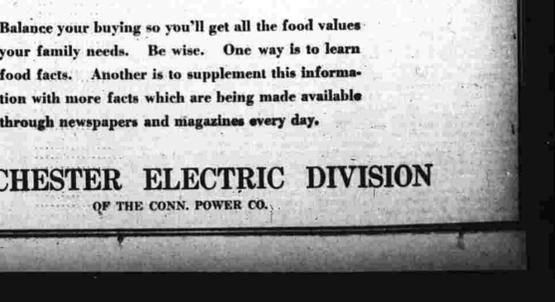 Balance your buying so you'll get all the food values
your family needs. Be wise. One way is to learn
food facts. Another is to supplement this informa-
tion with more facts which are being made available
through newspapers and magazines every day.
CHESTER ELECTRIC DIVISION
OF THE CONN. POWER CO.